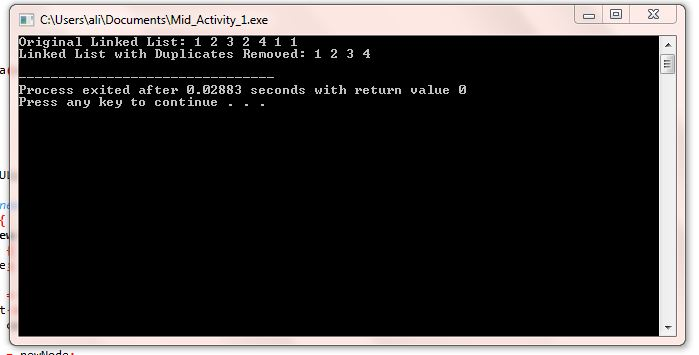 C:\Users\ali\Documents\Mid_Activity_1.exe
Original Linked List: 1 2 3 2 4 1 1
Linked List with Duplicates Removed: 1 2 3 4
--------------------------------
Process exited after 0.02883 seconds with return value 0
Press any key to continue . . .
= newNode;